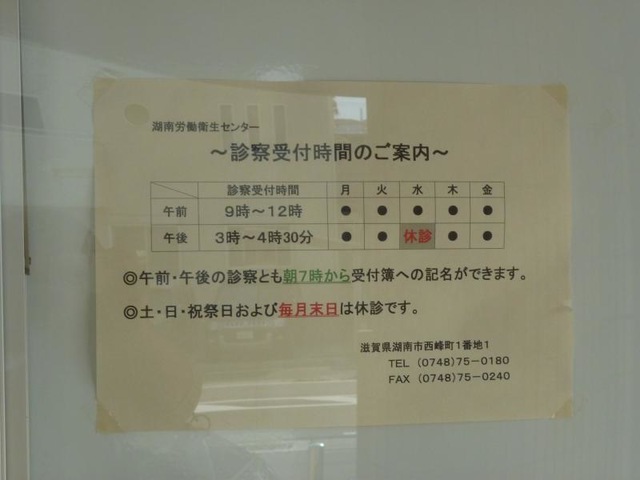 湖南労働衛生センター
～診察受付時間のご案内～
診察受付時間 月 火 水 木 金
午前 9時～12時 ● ● ● ● ●
午後 3時～4時30分 ● ● 休診 ● ●
◎午前・午後の診察とも朝7時から受付簿への記名ができます。
◎土・日・祝祭日および毎月末日は休診です。
滋賀県湖南市西峰町1番地1
TEL (0748)75-0180
FAX (0748)75-0240